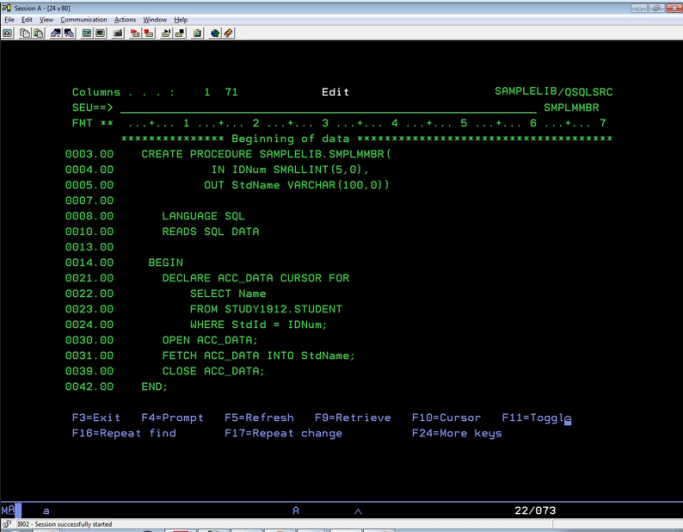 Session A - [24 x 80]
File Edit View Communication Actions Window Help
Columns . . . : 1 71 Edit SAMPLELIB/QSQLSRC
SEU==> SMPLMMBR
FMT ** ...+... 1 ...+... 2 ...+... 3 ...+... 4 ...+... 5 ...+... 6 ...+... 7
*************** Beginning of data *************************************
0003.00 CREATE PROCEDURE SAMPLELIB.SMPLMMBR(
0004.00 IN IDNum SMALLINT(5,0),
0005.00 OUT StdName VARCHAR(100,0))
0007.00
0008.00 LANGUAGE SQL
0010.00 READS SQL DATA
0013.00
0014.00 BEGIN
0021.00 DECLARE ACC_DATA CURSOR FOR
0022.00 SELECT Name
0023.00 FROM STUDY1912.STUDENT
0024.00 WHERE StdId = IDNum;
0030.00 OPEN ACC_DATA;
0031.00 FETCH ACC_DATA INTO StdName;
0039.00 CLOSE ACC_DATA;
0042.00 END;
F3=Exit F4=Prompt F5=Refresh F9=Retrieve F10=Cursor F11=Toggle
F16=Repeat find F17=Repeat change F24=More keys
MA a A ^ 22/073
I902 - Session successfully started